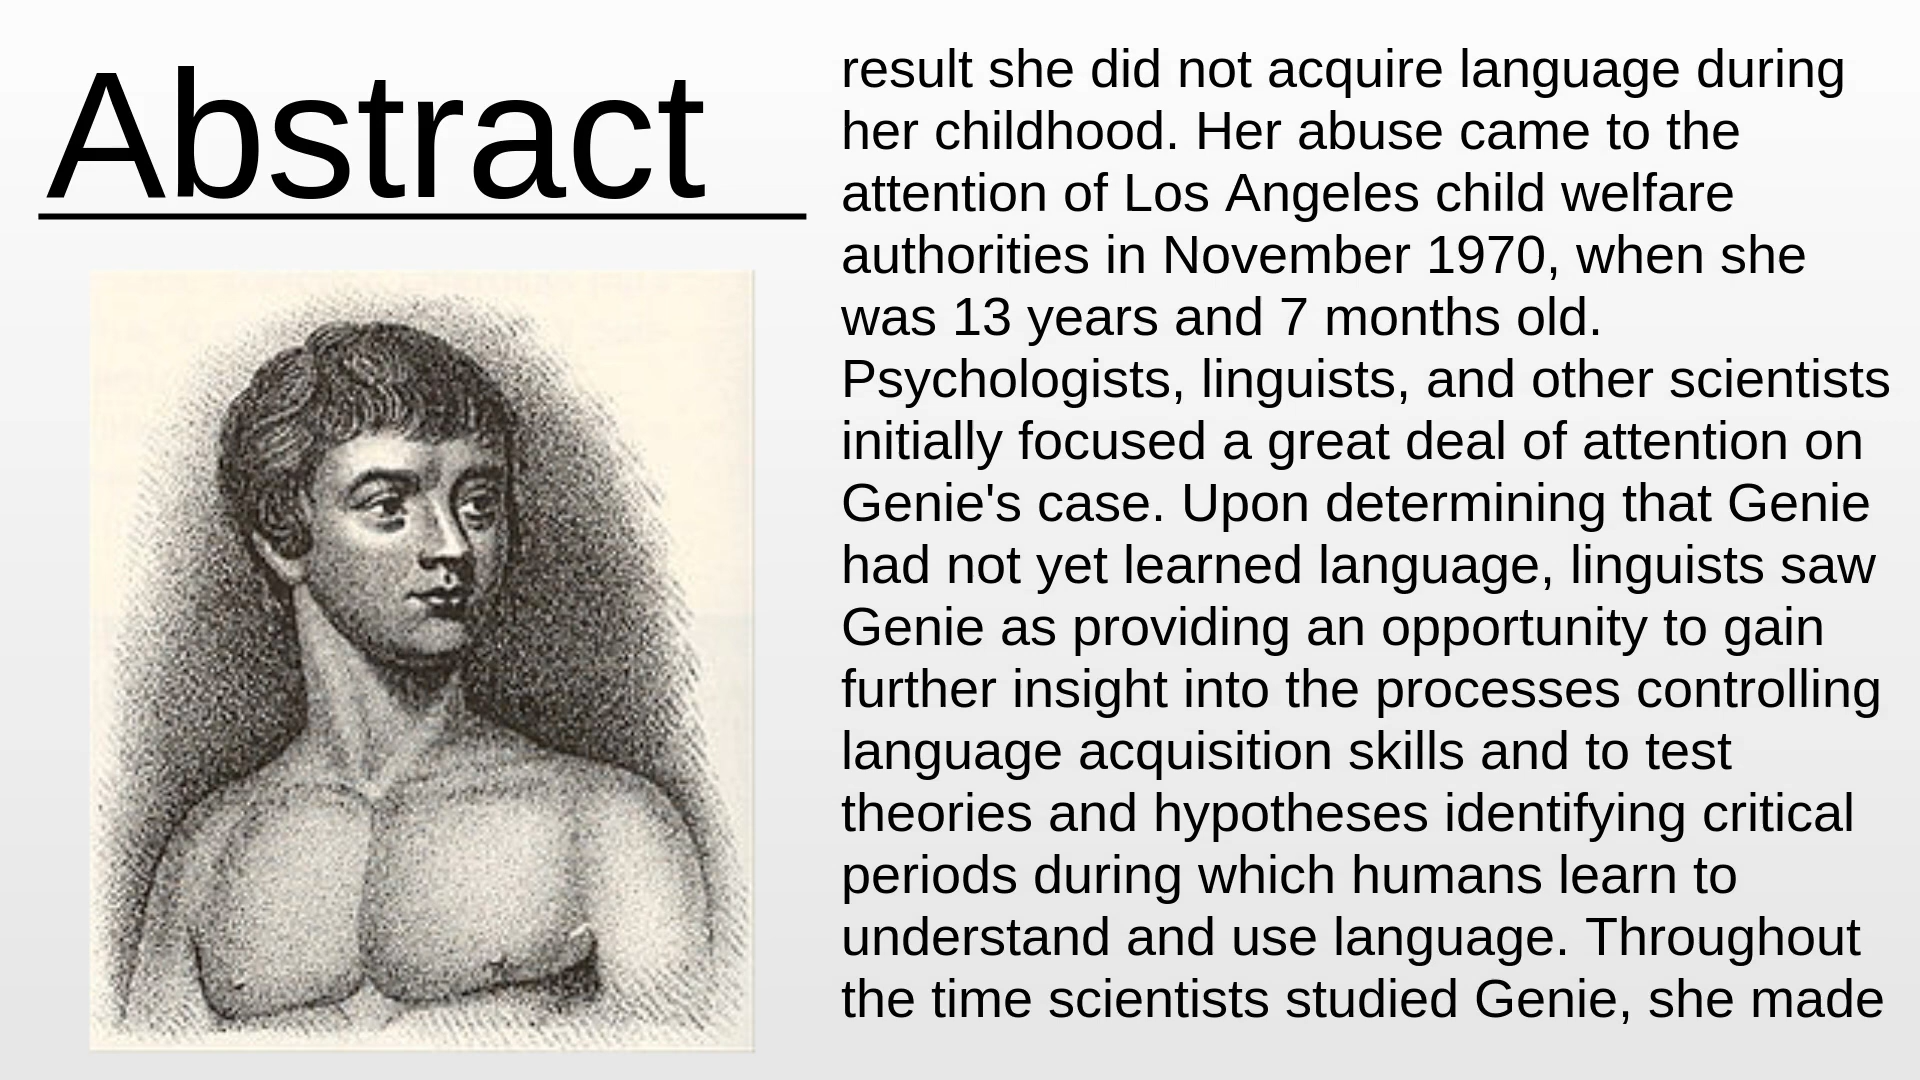 Abstract
result she did not acquire language during
her childhood. Her abuse came to the
attention of Los Angeles child welfare
authorities in November 1970, when she
was 13 years and 7 months old.
Psychologists, linguists, and other scientists
initially focused a great deal of attention on
Genie's case. Upon determining that Genie
had not yet learned language, linguists saw
Genie as providing an opportunity to gain
further insight into the processes controlling
language acquisition skills and to test
theories and hypotheses identifying critical
periods during which humans learn to
understand and use language. Throughout
the time scientists studied Genie, she made